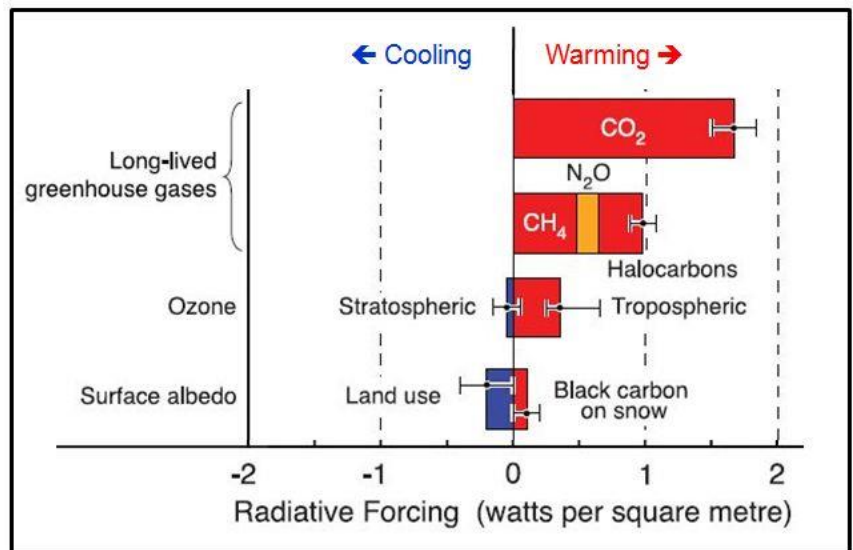 ← Cooling Warming →
CO₂
Long-lived
greenhouse gases
N₂O
CH₄
Halocarbons
Ozone
Stratospheric
Tropospheric
Surface albedo
Land use
Black carbon
on snow
-2 -1 0 1 2
Radiative Forcing (watts per square metre)